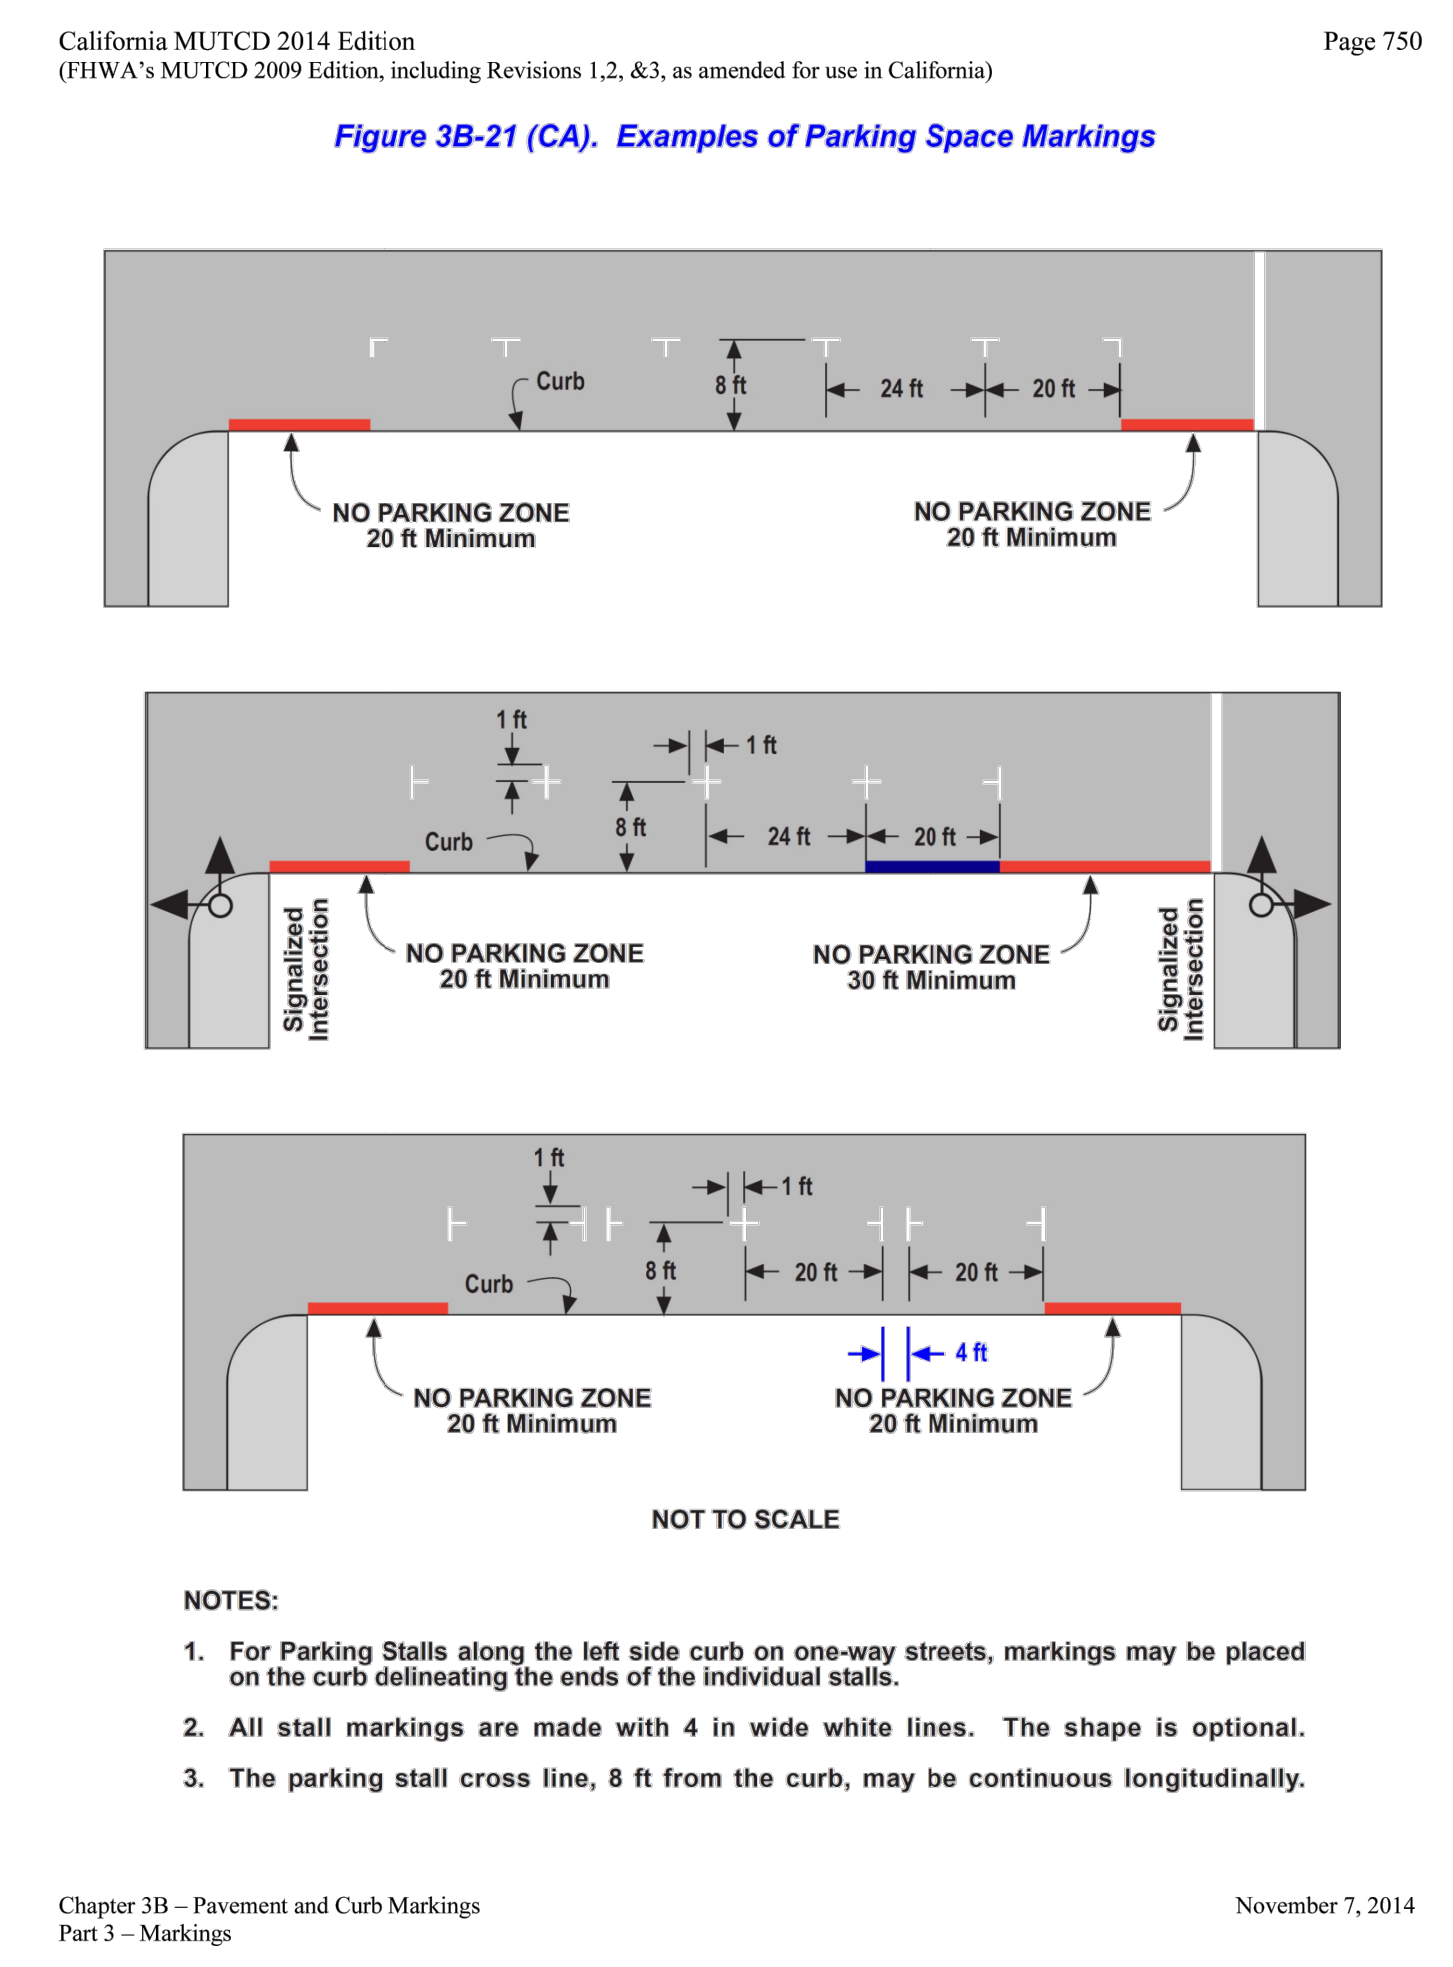 California MUTCD 2014 Edition
Page 750
(FHWA’s MUTCD 2009 Edition, including Revisions 1,2, &3, as amended for use in California)
Figure 3B-21 (CA).  Examples of Parking Space Markings
Curb
8 ft
24 ft
20 ft
NO PARKING ZONE
20 ft Minimum
NO PARKING ZONE
20 ft Minimum
1 ft
1 ft
Curb
8 ft
24 ft
20 ft
Signalized
Intersection
NO PARKING ZONE
20 ft Minimum
NO PARKING ZONE
30 ft Minimum
Signalized
Intersection
1 ft
1 ft
Curb
8 ft
20 ft
20 ft
4 ft
NO PARKING ZONE
20 ft Minimum
NO PARKING ZONE
20 ft Minimum
NOT TO SCALE
NOTES:
1. For Parking Stalls along the left side curb on one-way streets, markings may be placed
on the curb delineating the ends of the individual stalls.
2. All stall markings are made with 4 in wide white lines. The shape is optional.
3. The parking stall cross line, 8 ft from the curb, may be continuous longitudinally.
Chapter 3B – Pavement and Curb Markings
November 7, 2014
Part 3 – Markings